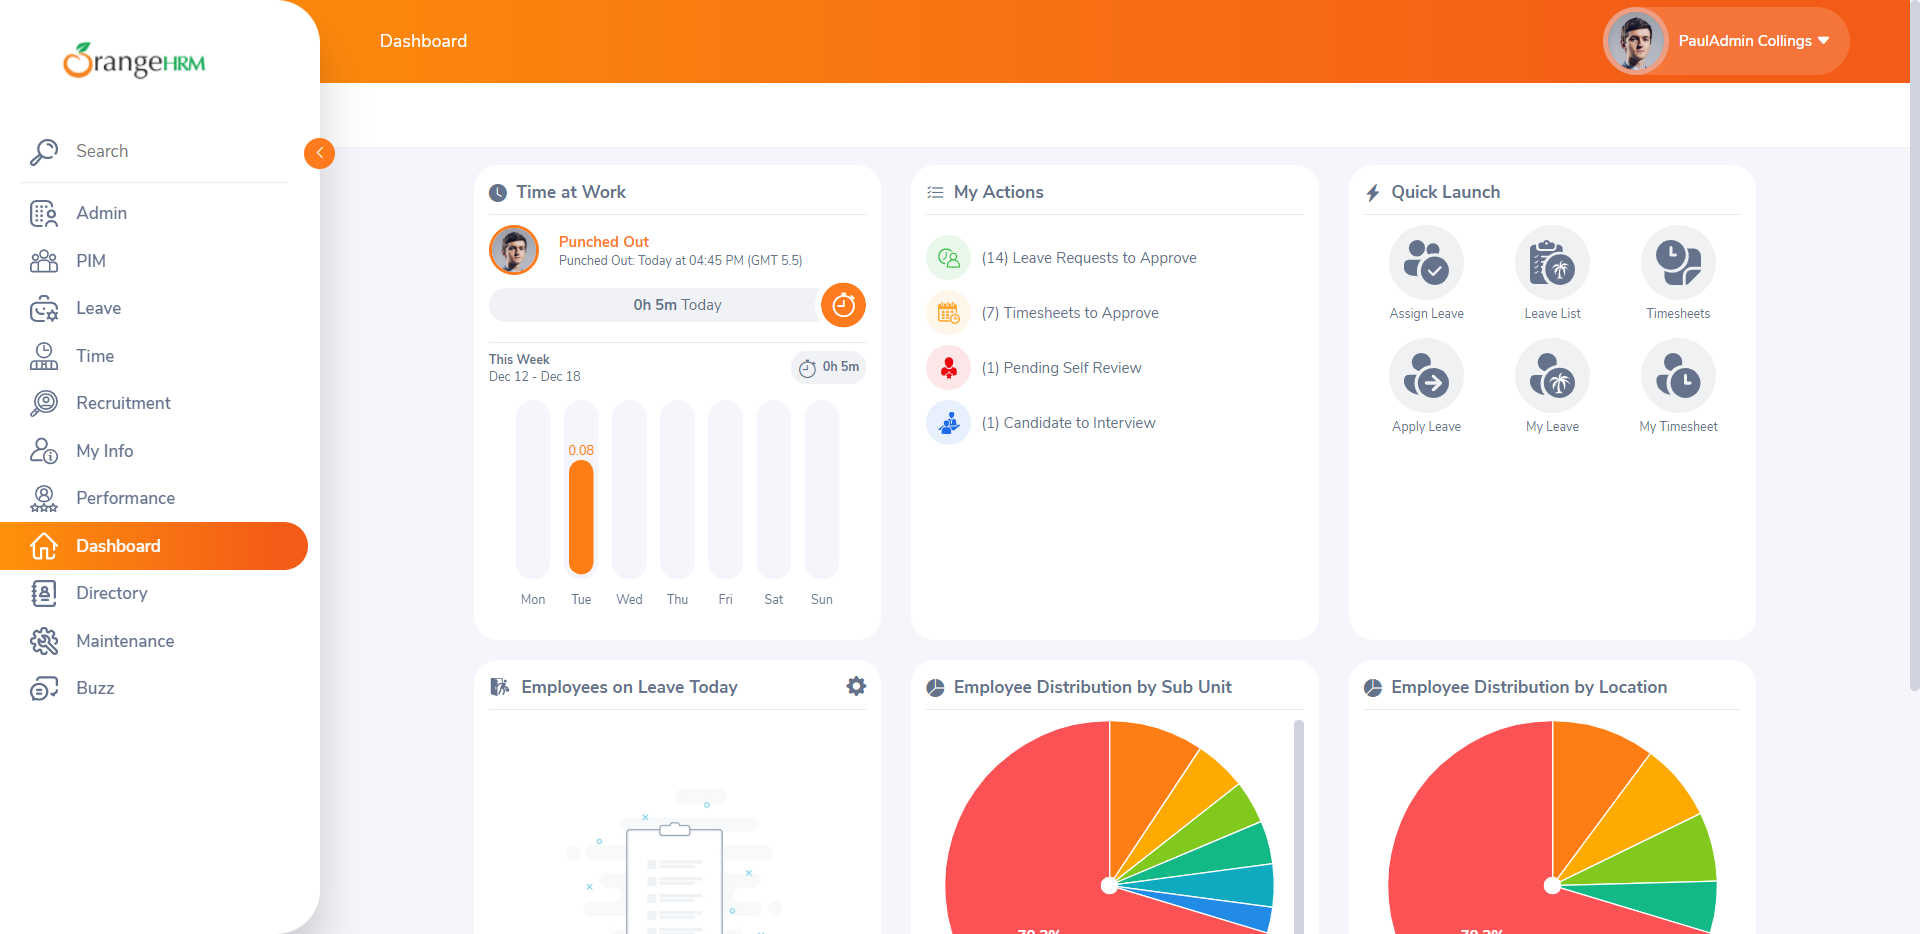 OrangeHRM
Search
Admin
PIM
Leave
Time
Recruitment
My Info
Performance
Dashboard
Directory
Maintenance
Buzz
Dashboard
PaulAdmin Collings
Time at Work
Punched Out
Punched Out: Today at 04:45 PM (GMT 5.5)
0h 5m Today
This Week
Dec 12 - Dec 18
0h 5m
0.08
Mon Tue Wed Thu Fri Sat Sun
My Actions
(14) Leave Requests to Approve
(7) Timesheets to Approve
(1) Pending Self Review
(1) Candidate to Interview
Quick Launch
Assign Leave Leave List Timesheets
Apply Leave My Leave My Timesheet
Employees on Leave Today
Employee Distribution by Sub Unit
Employee Distribution by Location